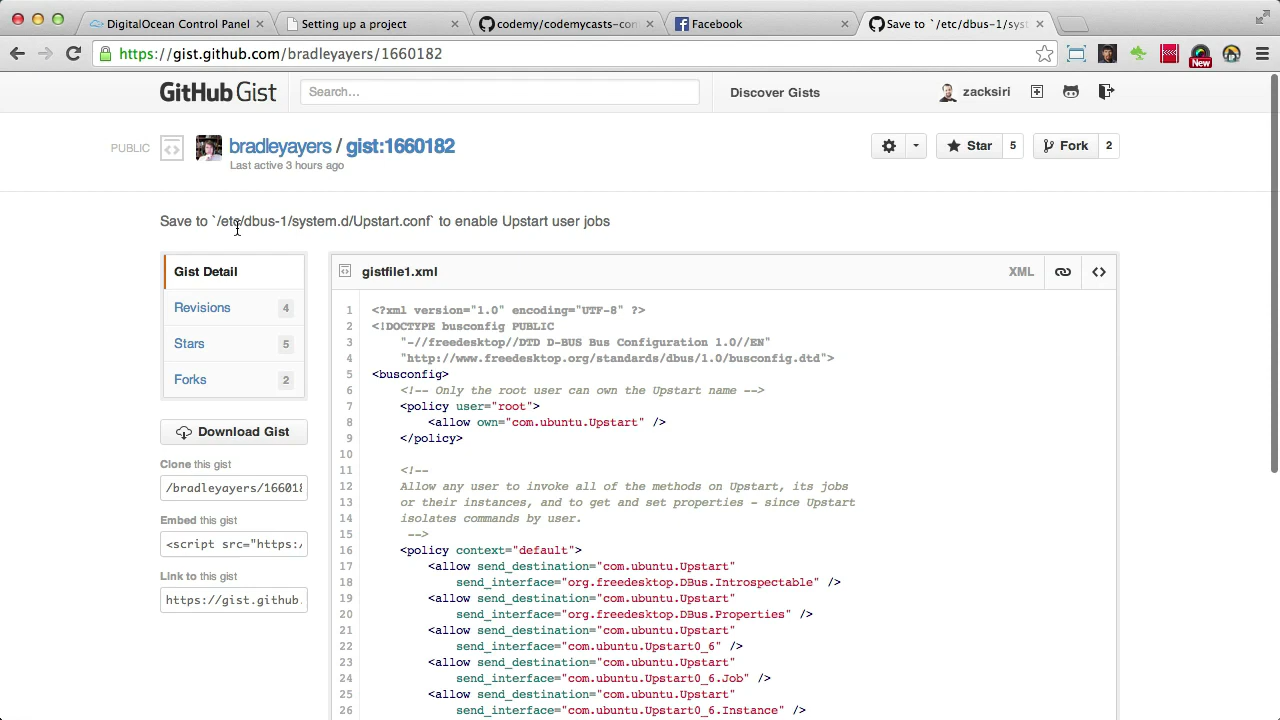 DigitalOcean Control Panel
Setting up a project
codemy/codemycasts-con
Facebook
Save to `/etc/dbus-1/syst
https://gist.github.com/bradleyayers/1660182
New
GitHub Gist
Search...
Discover Gists
zacksiri
PUBLIC
bradleyayers / gist:1660182
Last active 3 hours ago
Star 5
Fork 2
Save to `/etc/dbus-1/system.d/Upstart.conf` to enable Upstart user jobs
Gist Detail
Revisions 4
Stars 5
Forks 2
Download Gist
Clone this gist
/bradleyayers/166018
Embed this gist
<script src="https:/
Link to this gist
https://gist.github.
gistfile1.xml
XML
1 <?xml version="1.0" encoding="UTF-8" ?>
2 <!DOCTYPE busconfig PUBLIC
3 "-//freedesktop//DTD D-BUS Bus Configuration 1.0//EN"
4 "http://www.freedesktop.org/standards/dbus/1.0/busconfig.dtd">
5 <busconfig>
6 <!-- Only the root user can own the Upstart name -->
7 <policy user="root">
8 <allow own="com.ubuntu.Upstart" />
9 </policy>
10
11 <!--
12 Allow any user to invoke all of the methods on Upstart, its jobs
13 or their instances, and to get and set properties - since Upstart
14 isolates commands by user.
15 -->
16 <policy context="default">
17 <allow send_destination="com.ubuntu.Upstart"
18 send_interface="org.freedesktop.DBus.Introspectable" />
19 <allow send_destination="com.ubuntu.Upstart"
20 send_interface="org.freedesktop.DBus.Properties" />
21 <allow send_destination="com.ubuntu.Upstart"
22 send_interface="com.ubuntu.Upstart0_6" />
23 <allow send_destination="com.ubuntu.Upstart"
24 send_interface="com.ubuntu.Upstart0_6.Job" />
25 <allow send_destination="com.ubuntu.Upstart"
26 send_interface="com.ubuntu.Upstart0_6.Instance" />